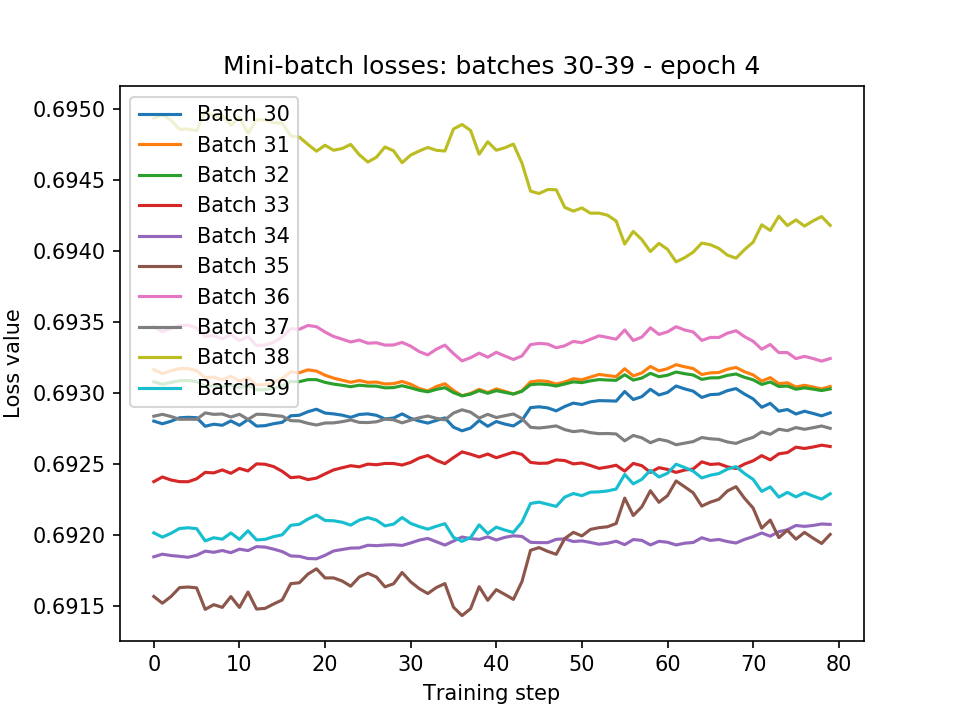 Mini-batch losses: batches 30-39 - epoch 4
0.6950
0.6945
0.6940
0.6935
0.6930
0.6925
0.6920
0.6915
Loss value
Batch 30
Batch 31
Batch 32
Batch 33
Batch 34
Batch 35
Batch 36
Batch 37
Batch 38
Batch 39
0 10 20 30 40 50 60 70 80
Training step